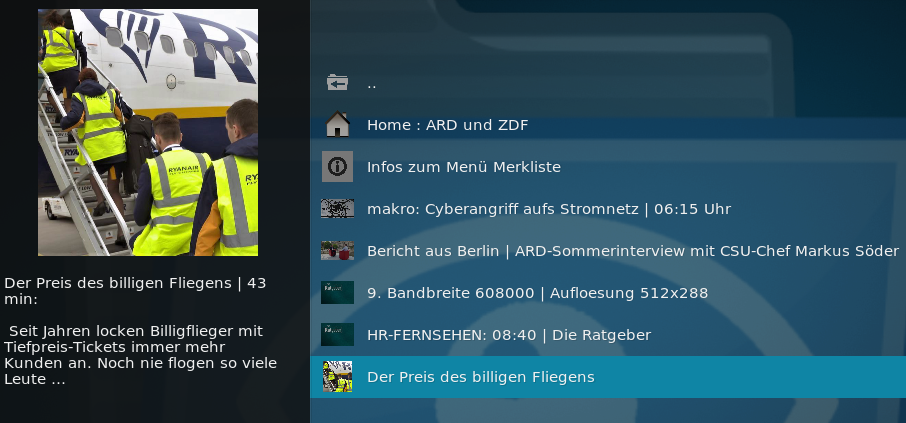 RYANAIR
RY
Der Preis des billigen Fliegens | 43
min:
Seit Jahren locken Billigflieger mit
Tiefpreis-Tickets immer mehr
Kunden an. Noch nie flogen so viele
Leute ...
..
Home : ARD und ZDF
Infos zum Menü Merkliste
makro: Cyberangriff aufs Stromnetz | 06:15 Uhr
Bericht aus Berlin | ARD-Sommerinterview mit CSU-Chef Markus Söder
9. Bandbreite 608000 | Aufloesung 512x288
HR-FERNSEHEN: 08:40 | Die Ratgeber
Der Preis des billigen Fliegens